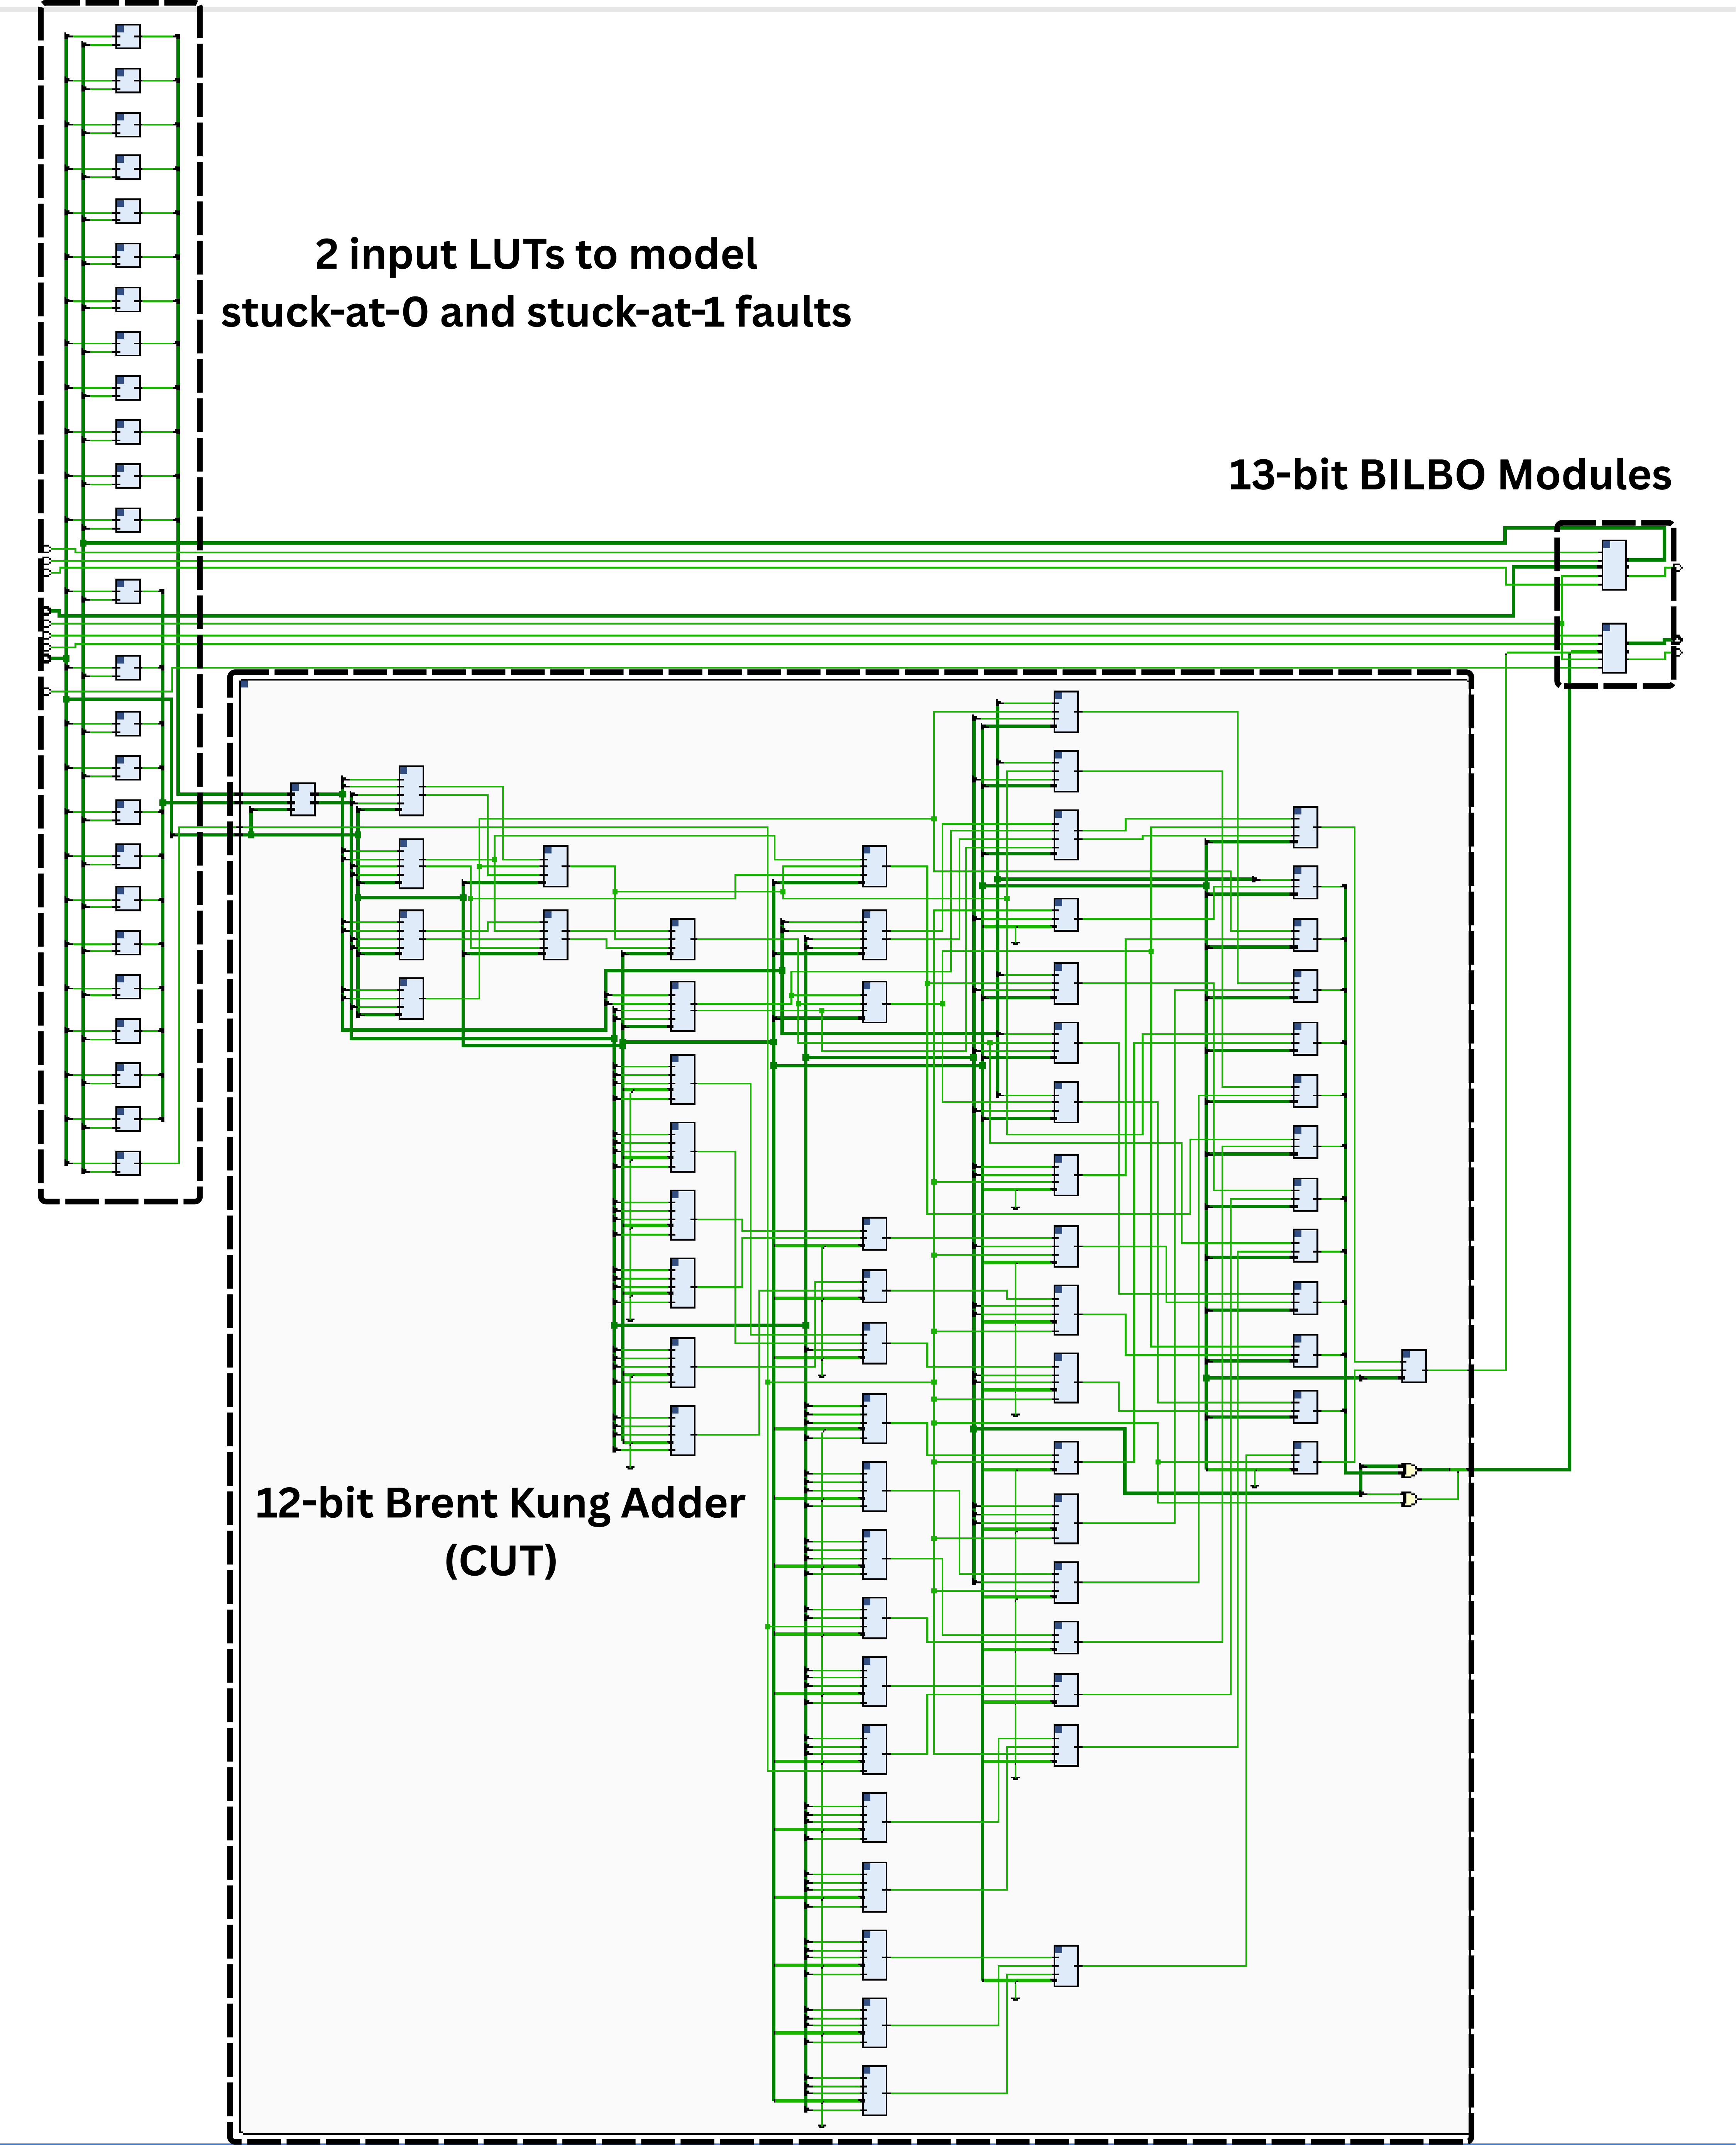 2 input LUTs to model
stuck-at-0 and stuck-at-1 faults
13-bit BILBO Modules
12-bit Brent Kung Adder
(CUT)